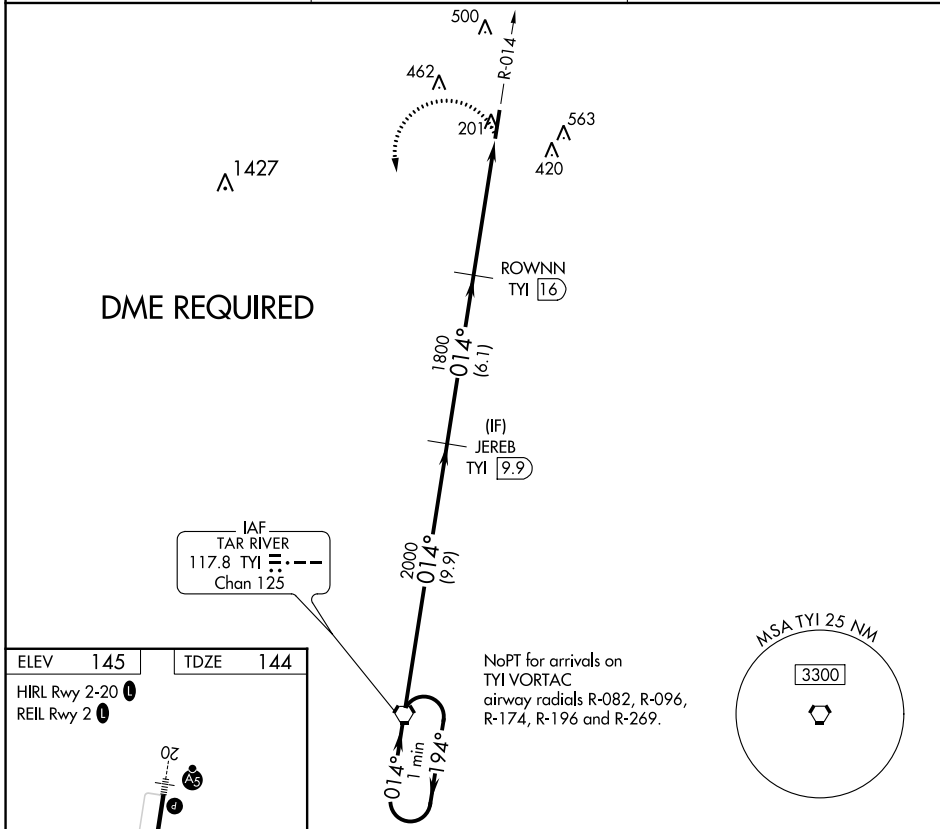 500
R-014
462
201
563
420
1427
ROWNN
TYI 16
DME REQUIRED
1800
014°
(6.1)
(IF)
JEREB
TYI 9.9
IAF
TAR RIVER
117.8 TYI
Chan 125
2000
014°
(9.9)
MSA TYI 25 NM
3300
NoPT for arrivals on
TYI VORTAC
airway radials R-082, R-096,
R-174, R-196 and R-269.
014°
1 min
194°
ELEV 145
TDZE 144
HIRL Rwy 2-20 L
REIL Rwy 2 L
20
A5
P